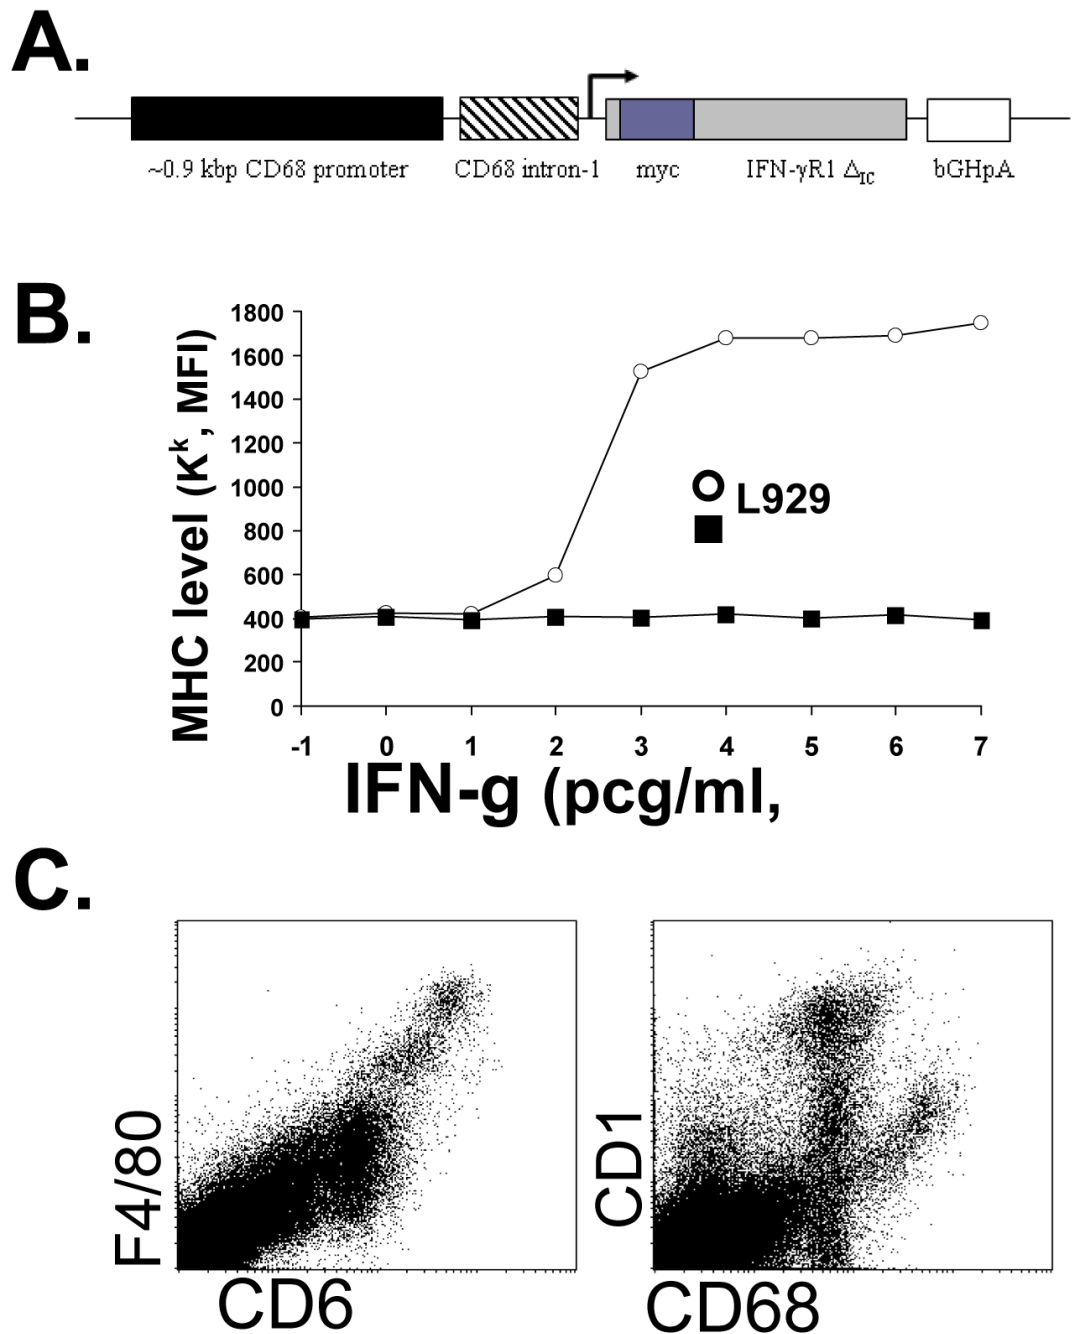 A.
~0.9 kbp CD68 promoter CD68 intron-1 myc IFN-γR1 ΔIC bGHpA
B.
MHC level (Kk, MFI)
1800
1600
1400
1200
1000
800
600
400
200
0
L929
-1 0 1 2 3 4 5 6 7
IFN-g (pcg/ml,
C.
F4/80
CD6
CD1
CD68